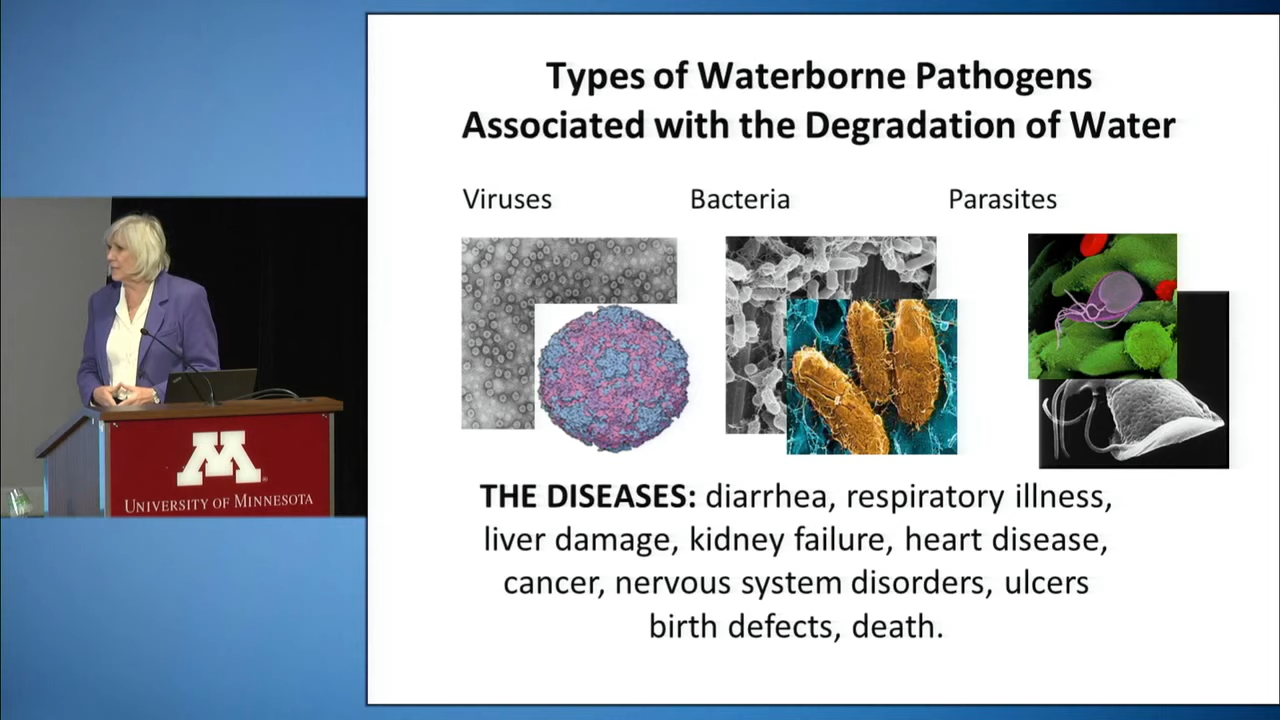 Types of Waterborne Pathogens
Associated with the Degradation of Water
Viruses Bacteria Parasites
THE DISEASES: diarrhea, respiratory illness,
liver damage, kidney failure, heart disease,
cancer, nervous system disorders, ulcers
birth defects, death.
M
UNIVERSITY OF MINNESOTA